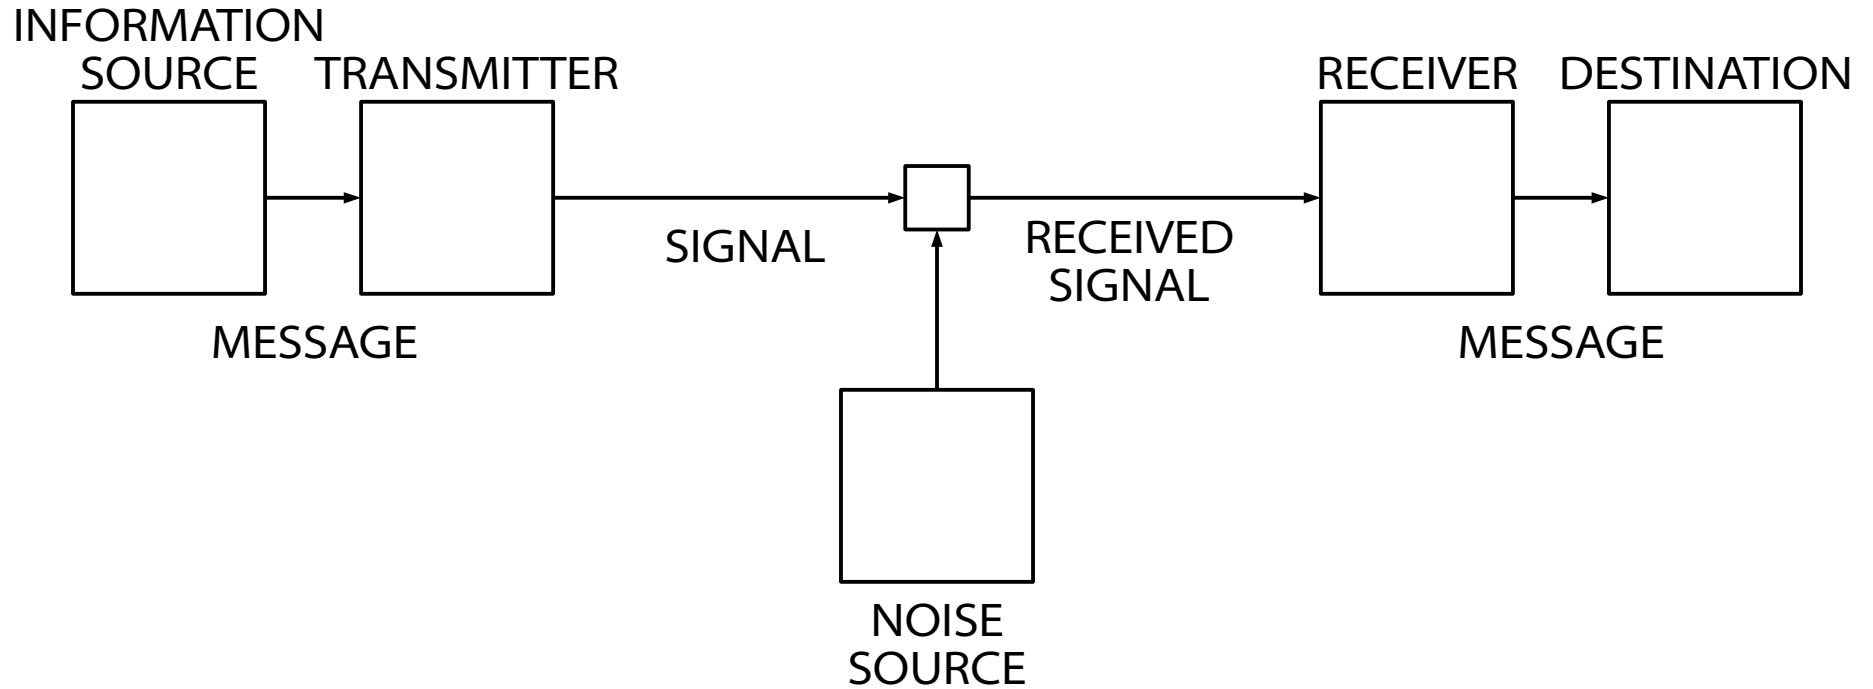 INFORMATION
SOURCE
TRANSMITTER
RECEIVER
DESTINATION
SIGNAL
RECEIVED
SIGNAL
MESSAGE
MESSAGE
NOISE
SOURCE